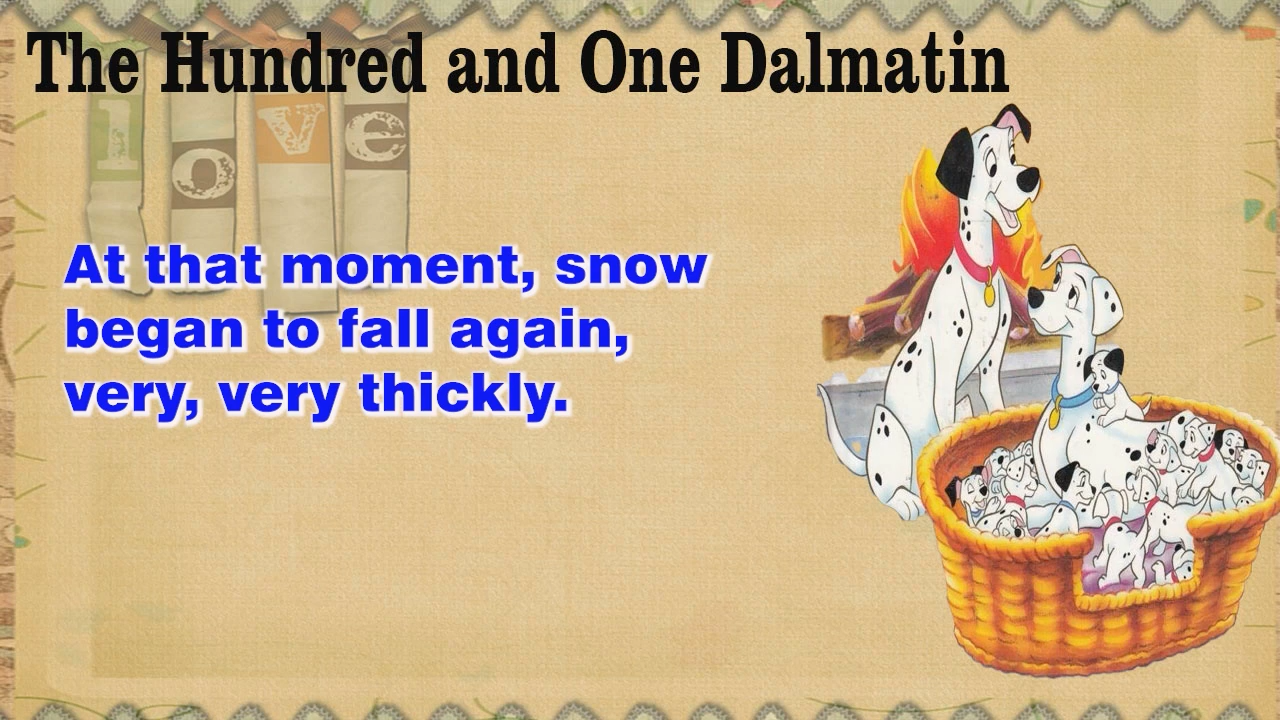 The Hundred and One Dalmatin
love
At that moment, snow
began to fall again,
very, very thickly.